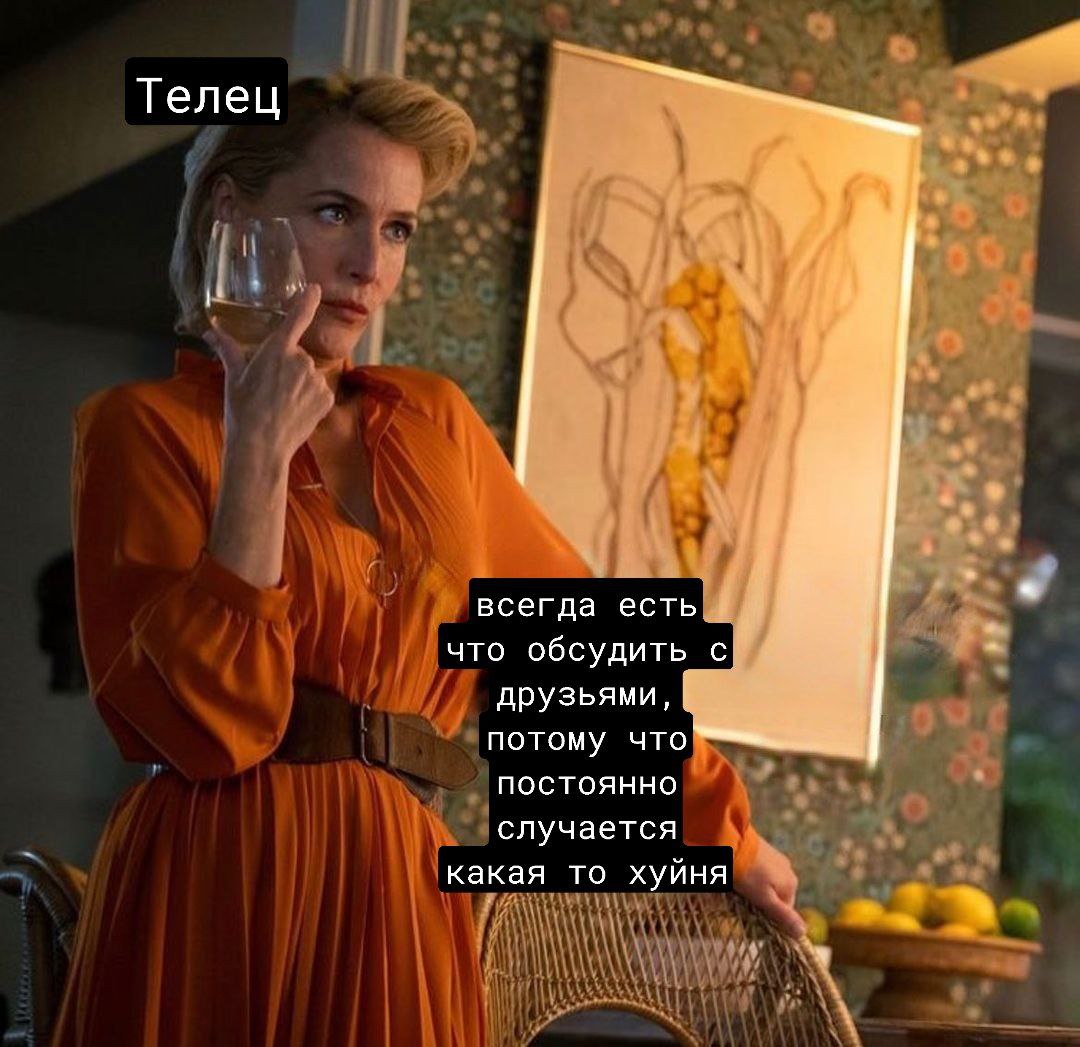 Телец
всегда есть
что обсудить с
друзьями,
потому что
постоянно
случается
какая то хуйня